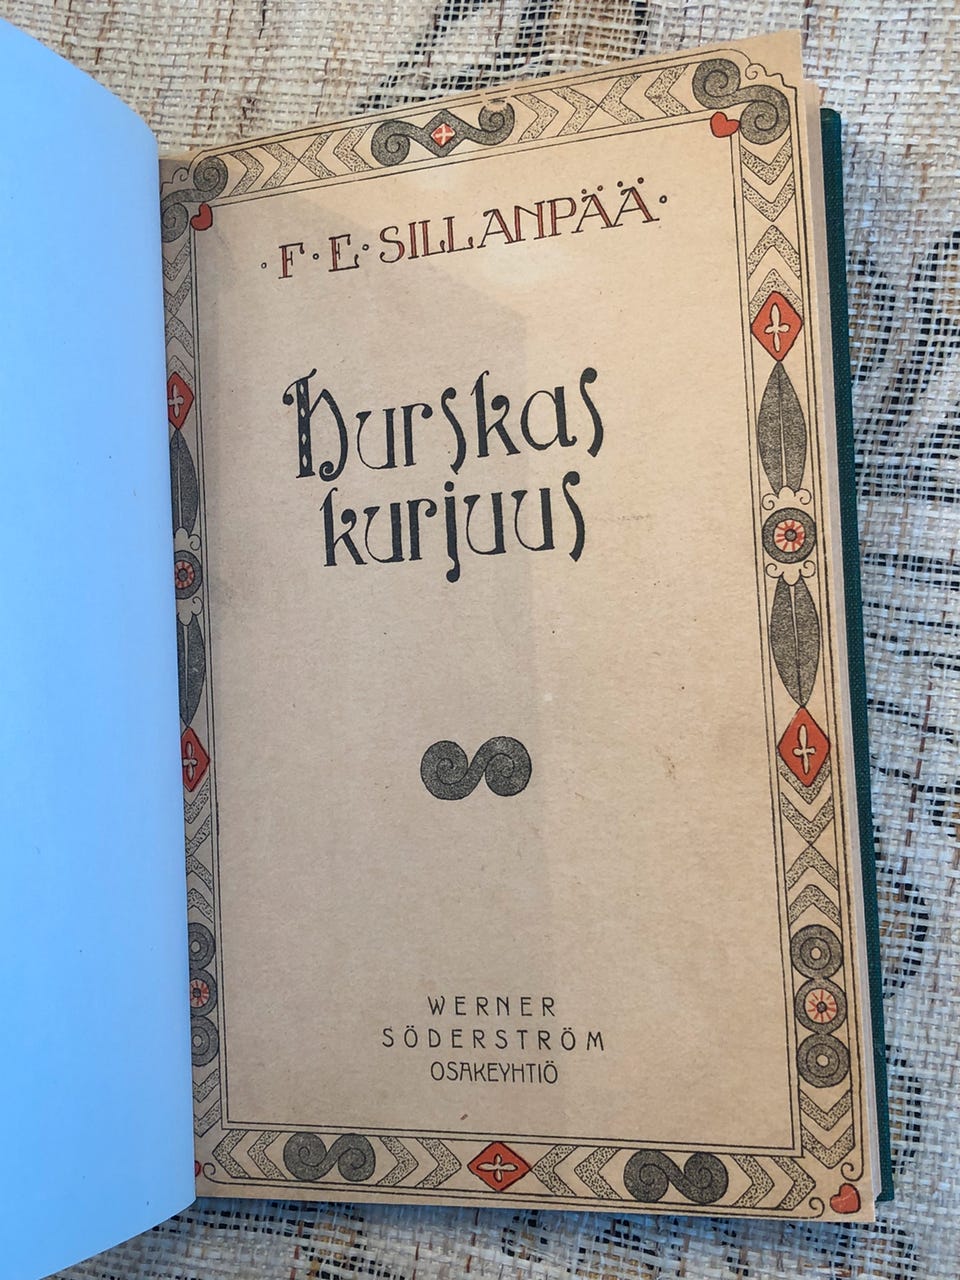 ·F·E·SILLANPÄÄ·
Hurskas
kurjuus
WERNER
SÖDERSTRÖM
OSAKEYHTIÖ